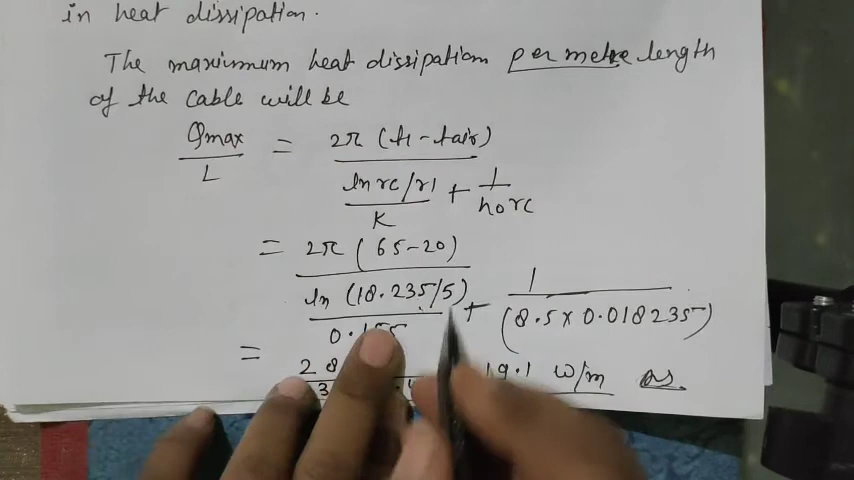 in heat dissipation.
The maximum heat dissipation per metre length
of the cable will be
Qmax / L = 2π (t1 - tair) / (ln rc/r1 / K + 1 / ho rc)
= 2π (65-20) / (ln (18.235/5) / 0.155 + 1 / (8.5 x 0.018235))
= 28 19.1 w/m